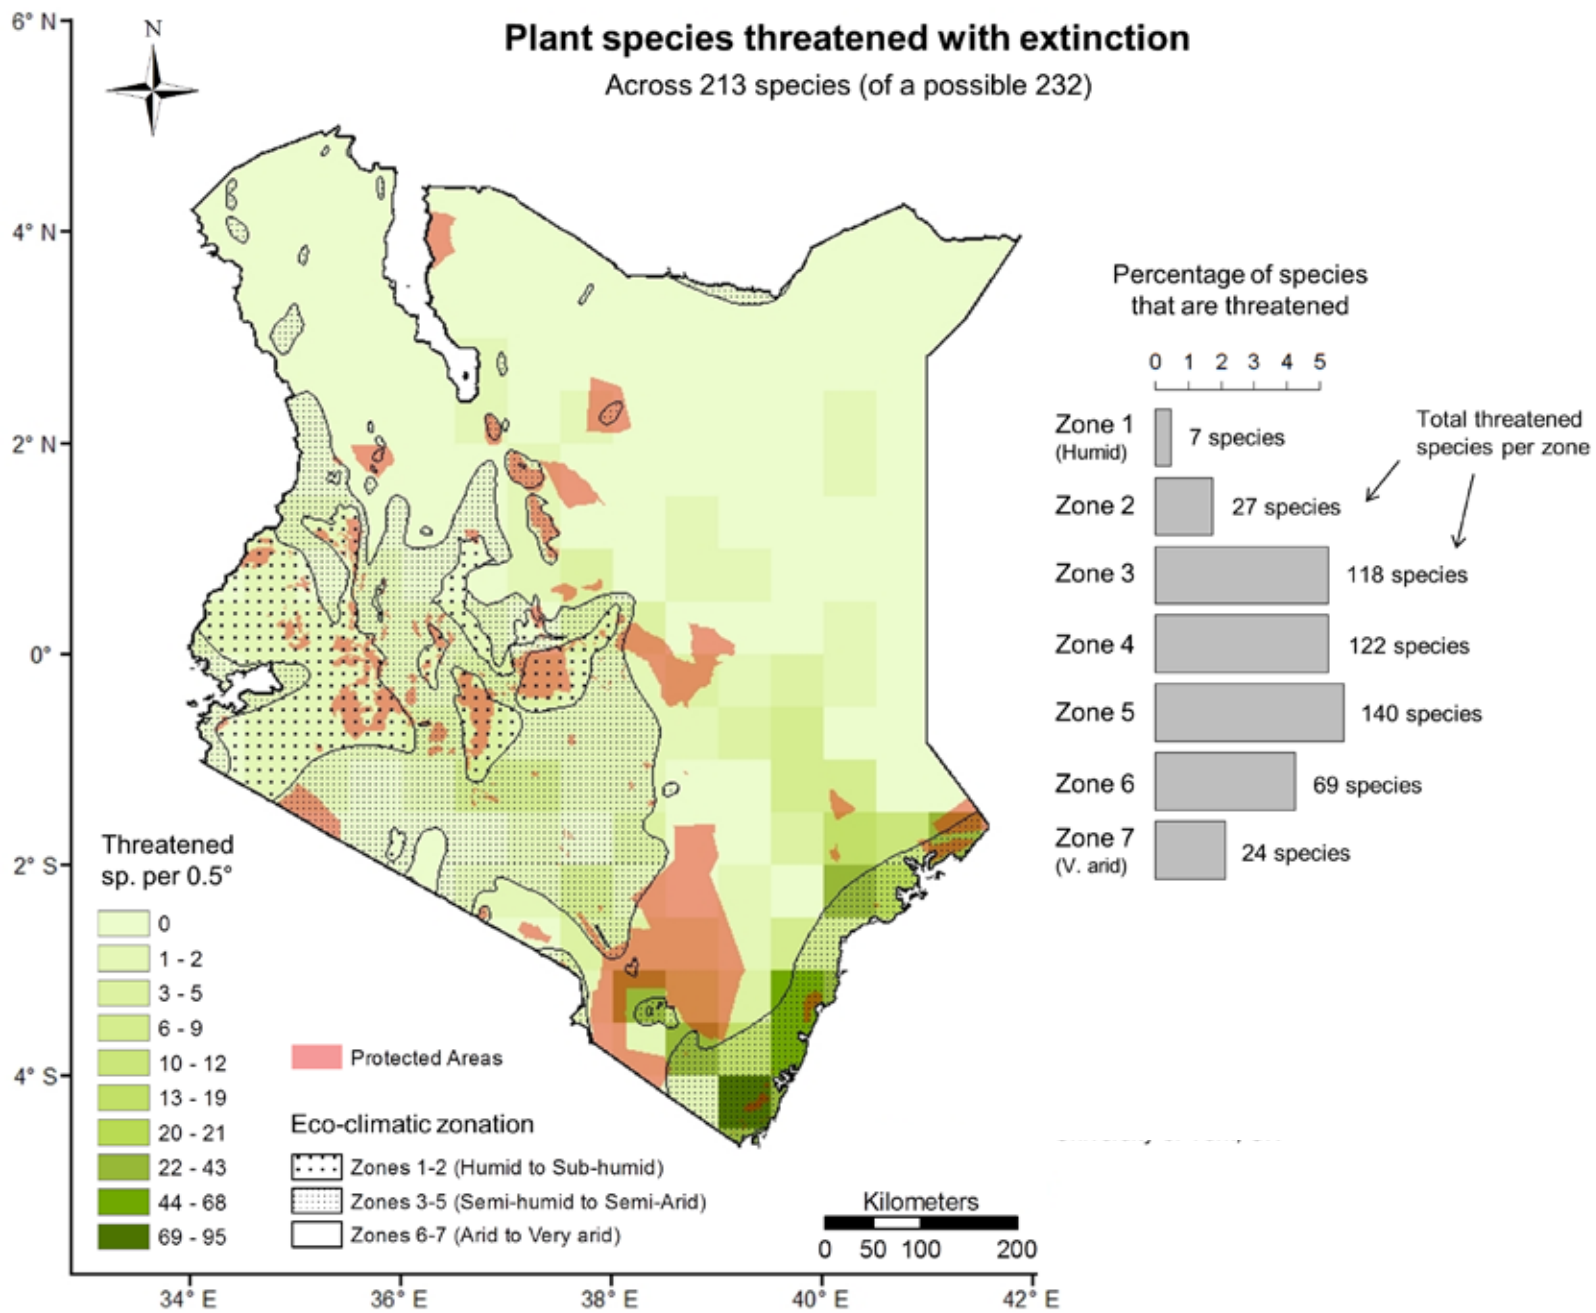 Plant species threatened with extinction
Across 213 species (of a possible 232)
N
6° N
4° N
2° N
0°
2° S
4° S
34° E
36° E
38° E
40° E
42° E
Percentage of species
that are threatened
0 1 2 3 4 5
Zone 1
(Humid)
7 species
Zone 2
27 species
Zone 3
118 species
Zone 4
122 species
Zone 5
140 species
Zone 6
69 species
Zone 7
(V. arid)
24 species
Total threatened
species per zone
Threatened
sp. per 0.5°
0
1 - 2
3 - 5
6 - 9
10 - 12
13 - 19
20 - 21
22 - 43
44 - 68
69 - 95
Protected Areas
Eco-climatic zonation
Zones 1-2 (Humid to Sub-humid)
Zones 3-5 (Semi-humid to Semi-Arid)
Zones 6-7 (Arid to Very arid)
Kilometers
0 50 100 200